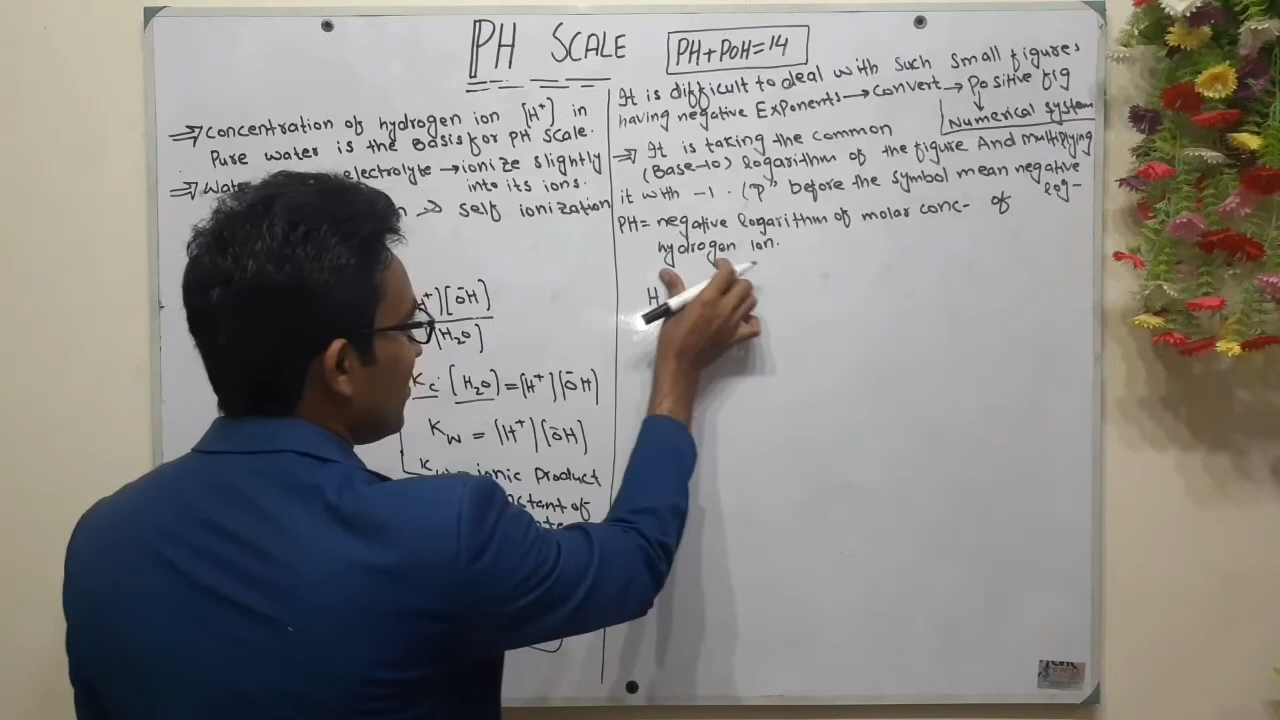 PH SCALE
PH+POH=14
⇒ concentration of hydrogen ion [H⁺] in
Pure water is the Basis for PH scale.
⇒ Wate electrolyte → ionize slightly
into its ions.
n → self ionization
H⁺][ŌH]
[H₂O]
Kc [H₂O] = [H⁺][ŌH]
Kw = [H⁺][ŌH]
ionic product
nstant of
It is difficult to deal with such small figures
having negative Exponents → Convert → Positive fig
Numerical system
⇒ It is taking the common
(Base-10) logarithm of the figure And multiplying
it with -1. "P" before the symbol mean negative
log-
PH = negative logarithm of molar conc- of
hydrogen Ion.
H